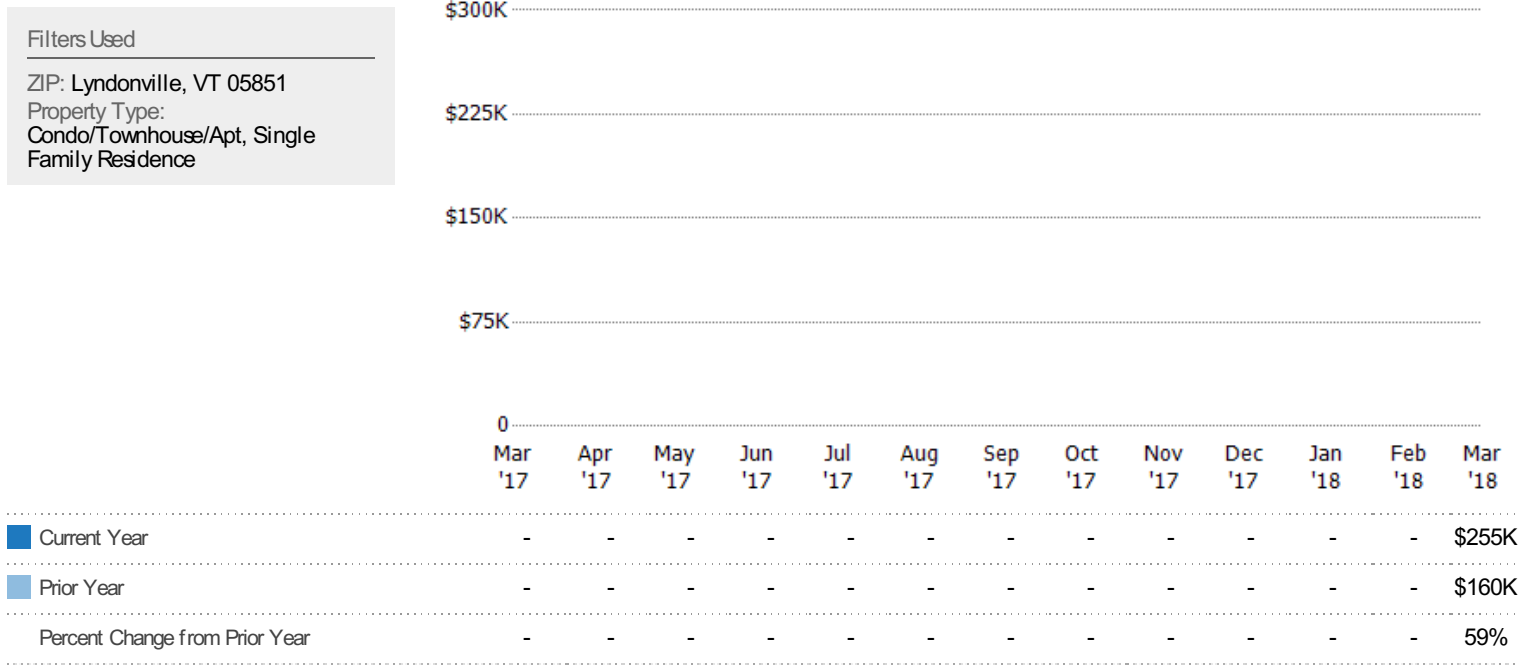 Filters Used
ZIP: Lyndonville, VT 05851
Property Type:
Condo/Townhouse/Apt, Single
Family Residence
$300K
$225K
$150K
$75K
0
Mar '17 Apr '17 May '17 Jun '17 Jul '17 Aug '17 Sep '17 Oct '17 Nov '17 Dec '17 Jan '18 Feb '18 Mar '18
Current Year - - - - - - - - - - - - $255K
Prior Year - - - - - - - - - - - - $160K
Percent Change from Prior Year - - - - - - - - - - - - 59%